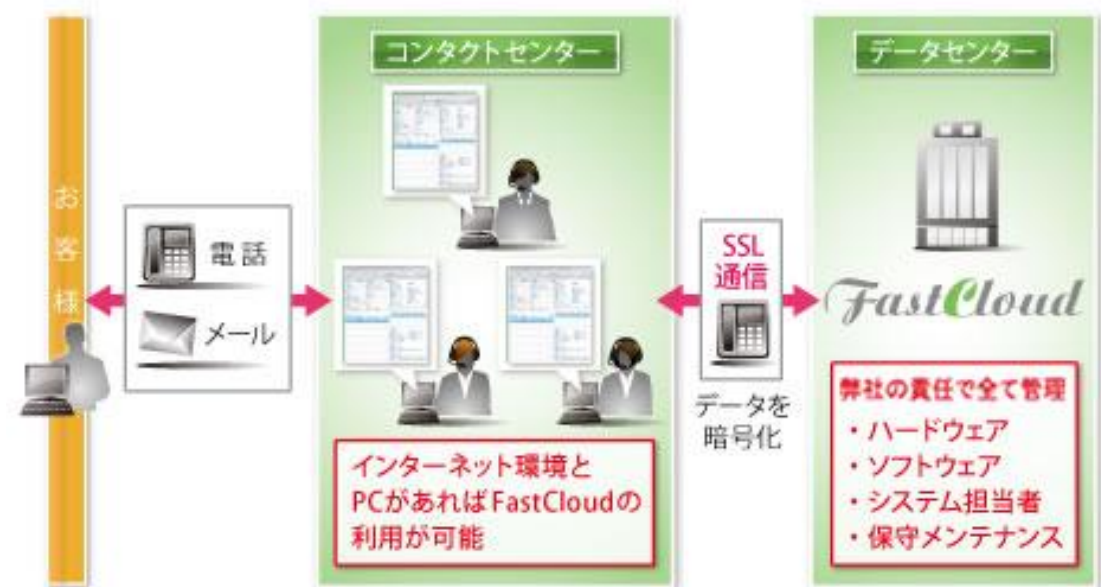 お客様
電話
メール
コンタクトセンター
インターネット環境と
PCがあればFastCloudの
利用が可能
SSL
通信
データを
暗号化
データセンター
FastCloud
弊社の責任で全て管理
・ハードウェア
・ソフトウェア
・システム担当者
・保守メンテナンス